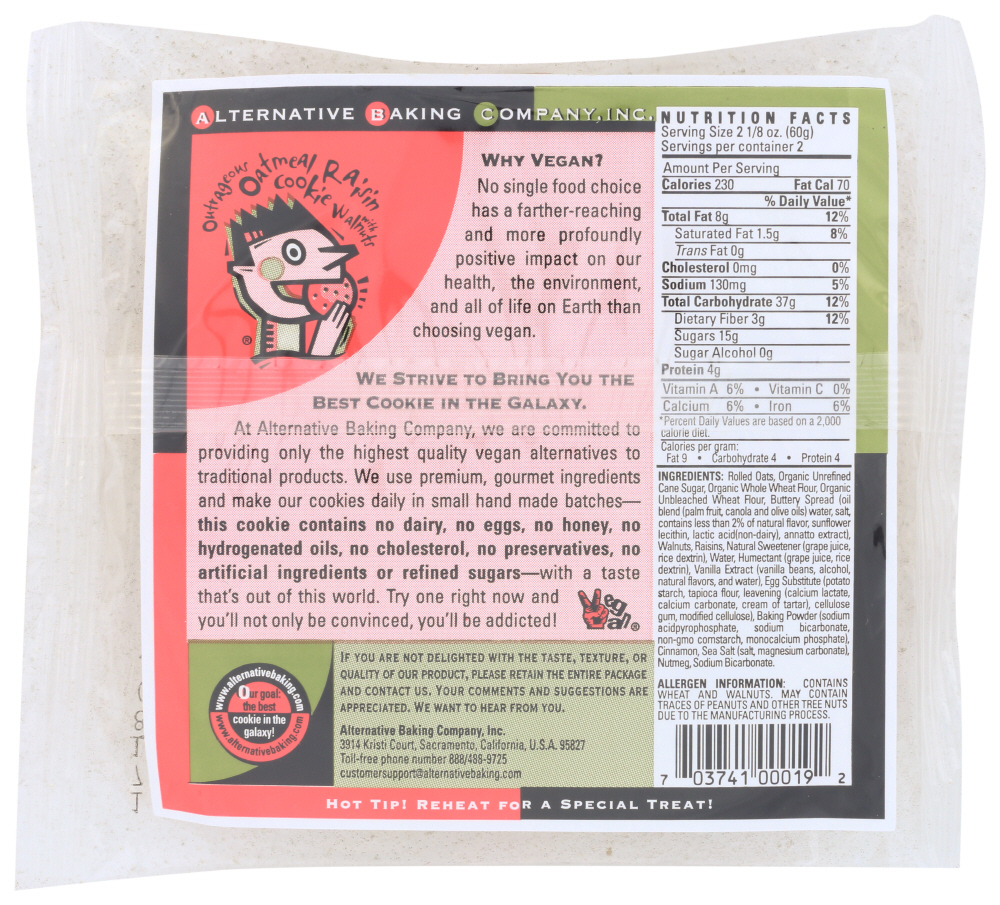 ALTERNATIVE BAKING COMPANY, INC.
Outrageous Oatmeal Raisin
Cookie with Walnuts
®
WHY VEGAN?
No single food choice
has a farther-reaching
and more profoundly
positive impact on our
health, the environment,
and all of life on Earth than
choosing vegan.
WE STRIVE TO BRING YOU THE
BEST COOKIE IN THE GALAXY.
At Alternative Baking Company, we are committed to
providing only the highest quality vegan alternatives to
traditional products. We use premium, gourmet ingredients
and make our cookies daily in small hand made batches—
this cookie contains no dairy, no eggs, no honey, no
hydrogenated oils, no cholesterol, no preservatives, no
artificial ingredients or refined sugars—with a taste
that's out of this world. Try one right now and
you'll not only be convinced, you'll be addicted!
Vegan®
www.alternativebaking.com
Our goal:
the best
cookie in the
galaxy!
www.alternativebaking.com
IF YOU ARE NOT DELIGHTED WITH THE TASTE, TEXTURE, OR
QUALITY OF OUR PRODUCT, PLEASE RETAIN THE ENTIRE PACKAGE
AND CONTACT US. YOUR COMMENTS AND SUGGESTIONS ARE
APPRECIATED. WE WANT TO HEAR FROM YOU.
Alternative Baking Company, Inc.
3914 Kristi Court, Sacramento, California, U.S.A. 95827
Toll-free phone number 888/488-9725
customersupport@alternativebaking.com
HOT TIP! REHEAT FOR A SPECIAL TREAT!
NUTRITION FACTS
Serving Size 2 1/8 oz. (60g)
Servings per container 2
Amount Per Serving
Calories 230 Fat Cal 70
% Daily Value*
Total Fat 8g 12%
Saturated Fat 1.5g 8%
Trans Fat 0g
Cholesterol 0mg 0%
Sodium 130mg 5%
Total Carbohydrate 37g 12%
Dietary Fiber 3g 12%
Sugars 15g
Sugar Alcohol 0g
Protein 4g
Vitamin A 6% • Vitamin C 0%
Calcium 6% • Iron 6%
*Percent Daily Values are based on a 2,000
calorie diet.
Calories per gram:
Fat 9 • Carbohydrate 4 • Protein 4
INGREDIENTS: Rolled Oats, Organic Unrefined
Cane Sugar, Organic Whole Wheat Flour, Organic
Unbleached Wheat Flour, Buttery Spread (oil
blend (palm fruit, canola and olive oils) water, salt,
contains less than 2% of natural flavor, sunflower
lecithin, lactic acid(non-dairy), annatto extract),
Walnuts, Raisins, Natural Sweetener (grape juice,
rice dextrin), Water, Humectant (grape juice, rice
dextrin), Vanilla Extract (vanilla beans, alcohol,
natural flavors, and water), Egg Substitute (potato
starch, tapioca flour, leavening (calcium lactate,
calcium carbonate, cream of tartar), cellulose
gum, modified cellulose), Baking Powder (sodium
acidpyrophosphate, sodium bicarbonate,
non-gmo cornstarch, monocalcium phosphate),
Cinnamon, Sea Salt (salt, magnesium carbonate),
Nutmeg, Sodium Bicarbonate.
ALLERGEN INFORMATION: CONTAINS
WHEAT AND WALNUTS. MAY CONTAIN
TRACES OF PEANUTS AND OTHER TREE NUTS
DUE TO THE MANUFACTURING PROCESS.
7 03741 00019 2